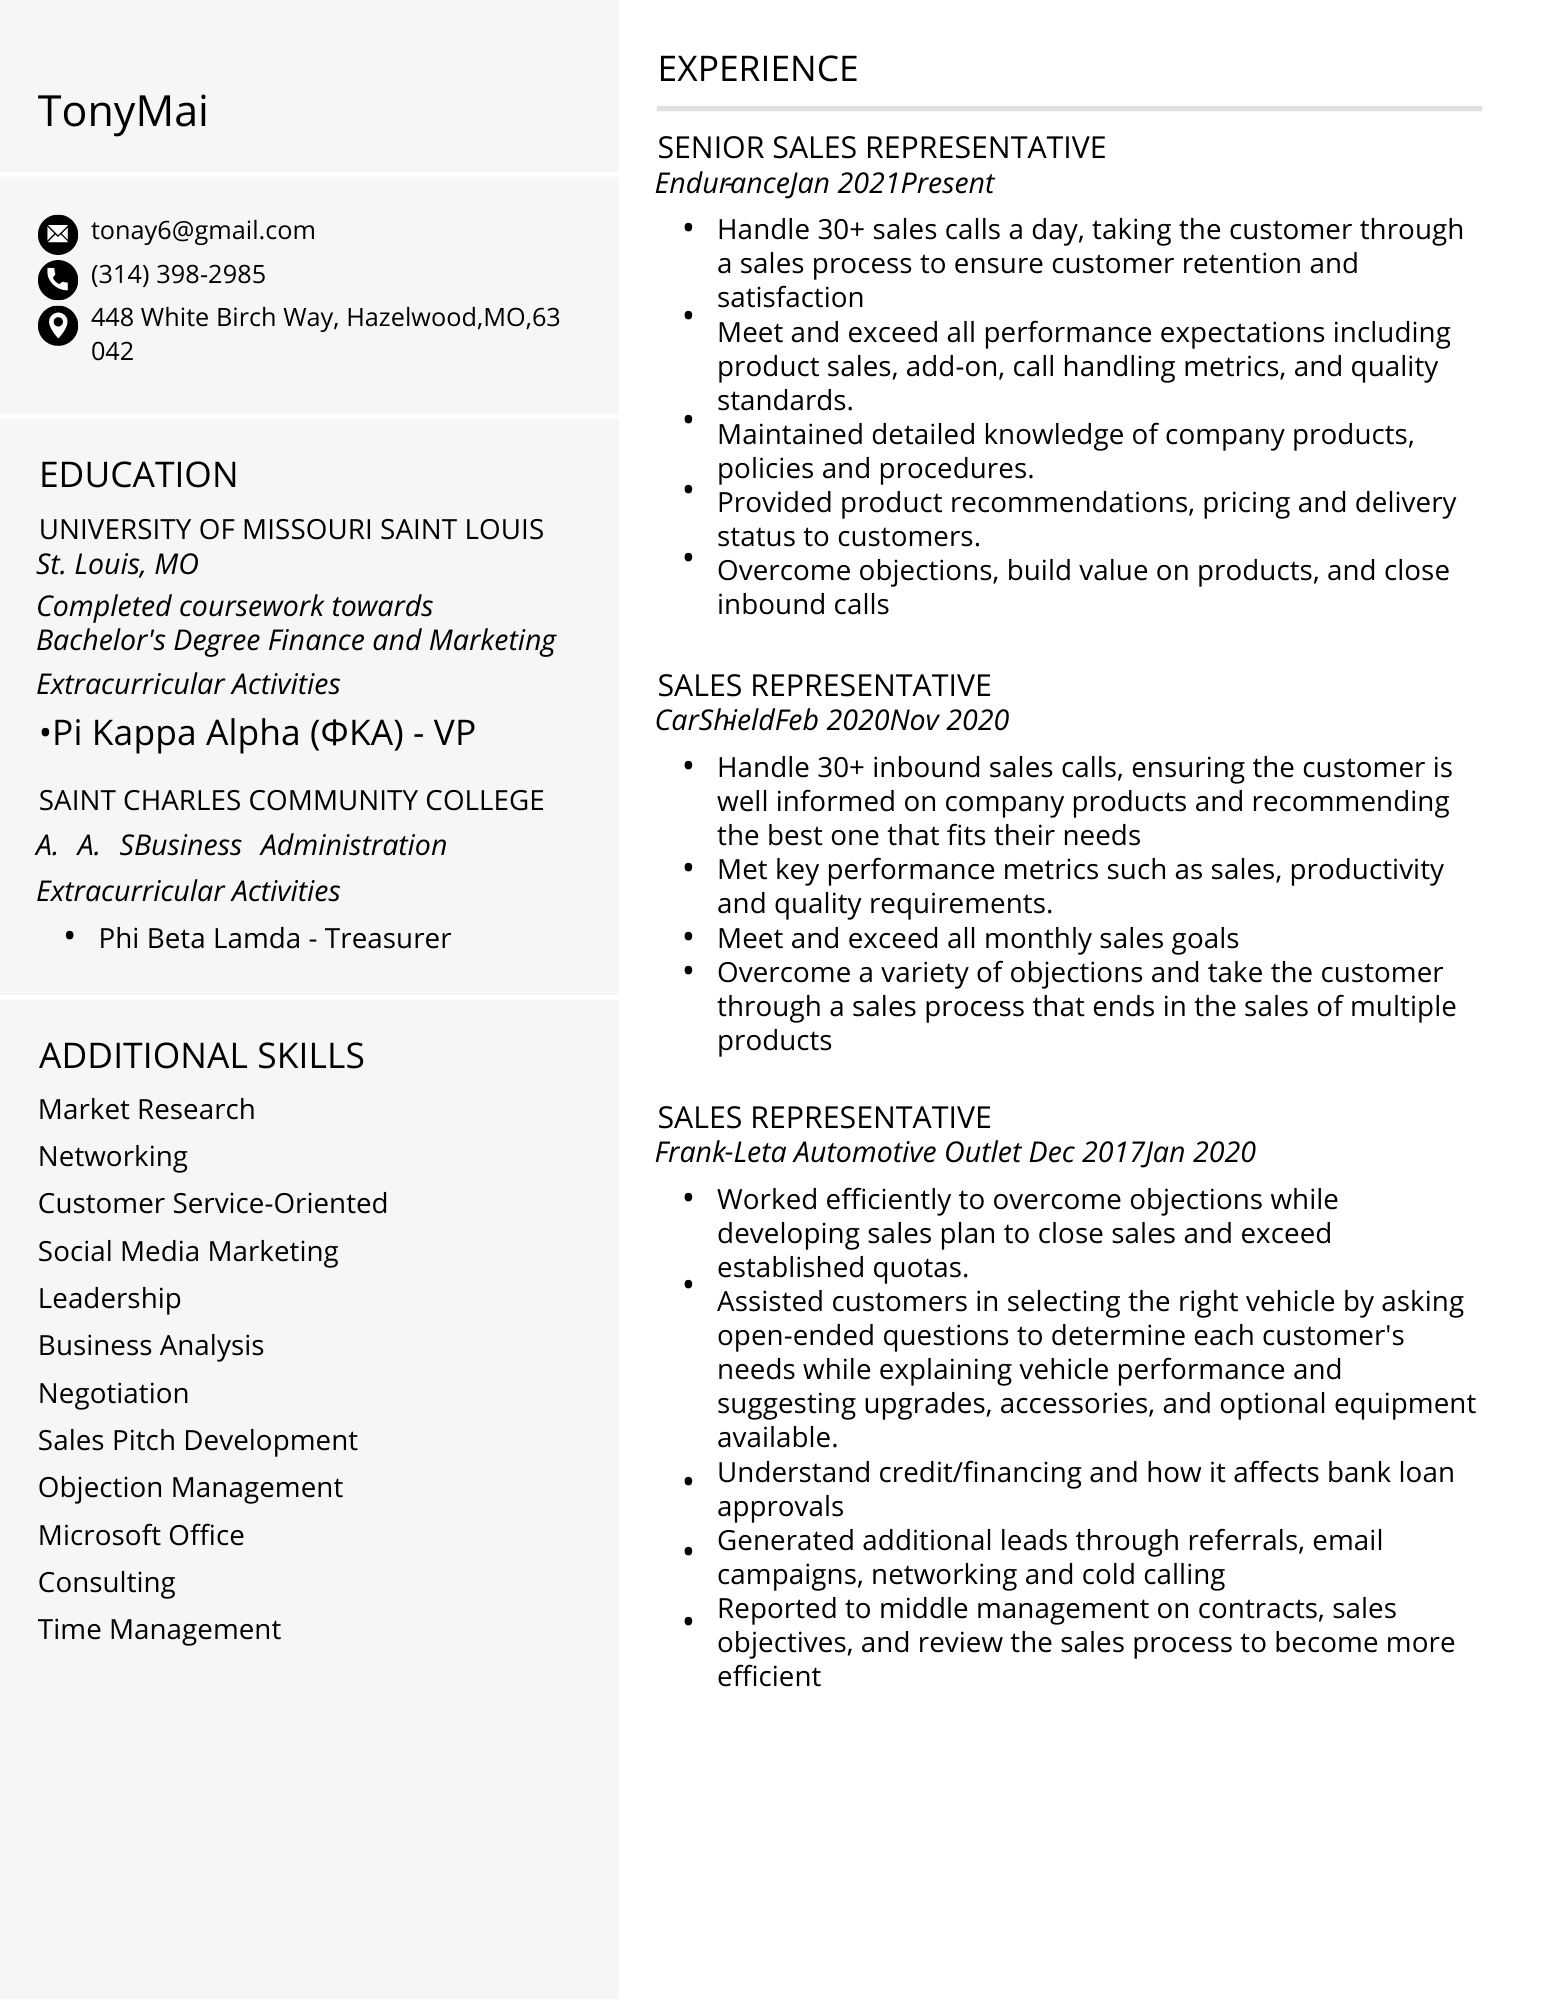 TonyMai
tonay6@gmail.com
(314) 398-2985
448 White Birch Way, Hazelwood,MO,63
042
EDUCATION
UNIVERSITY OF MISSOURI SAINT LOUIS
St. Louis, MO
Completed coursework towards
Bachelor's Degree Finance and Marketing
Extracurricular Activities
•Pi Kappa Alpha (ΦKA) - VP
SAINT CHARLES COMMUNITY COLLEGE
A. A. SBusiness Administration
Extracurricular Activities
• Phi Beta Lamda - Treasurer
ADDITIONAL SKILLS
Market Research
Networking
Customer Service-Oriented
Social Media Marketing
Leadership
Business Analysis
Negotiation
Sales Pitch Development
Objection Management
Microsoft Office
Consulting
Time Management
EXPERIENCE
SENIOR SALES REPRESENTATIVE
EnduranceJan 2021Present
• Handle 30+ sales calls a day, taking the customer through
a sales process to ensure customer retention and
satisfaction
• Meet and exceed all performance expectations including
product sales, add-on, call handling metrics, and quality
standards.
• Maintained detailed knowledge of company products,
policies and procedures.
• Provided product recommendations, pricing and delivery
status to customers.
• Overcome objections, build value on products, and close
inbound calls
SALES REPRESENTATIVE
CarShieldFeb 2020Nov 2020
• Handle 30+ inbound sales calls, ensuring the customer is
well informed on company products and recommending
the best one that fits their needs
• Met key performance metrics such as sales, productivity
and quality requirements.
• Meet and exceed all monthly sales goals
• Overcome a variety of objections and take the customer
through a sales process that ends in the sales of multiple
products
SALES REPRESENTATIVE
Frank-Leta Automotive Outlet Dec 2017Jan 2020
• Worked efficiently to overcome objections while
developing sales plan to close sales and exceed
established quotas.
• Assisted customers in selecting the right vehicle by asking
open-ended questions to determine each customer's
needs while explaining vehicle performance and
suggesting upgrades, accessories, and optional equipment
available.
• Understand credit/financing and how it affects bank loan
approvals
• Generated additional leads through referrals, email
campaigns, networking and cold calling
• Reported to middle management on contracts, sales
objectives, and review the sales process to become more
efficient